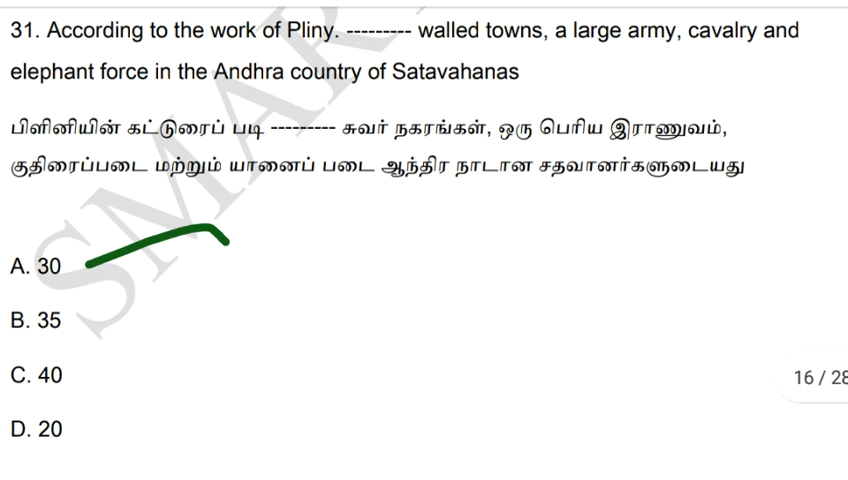 31. According to the work of Pliny. --------- walled towns, a large army, cavalry and
elephant force in the Andhra country of Satavahanas
பிளினியின் கட்டுரைப் படி --------- சுவர் நகரங்கள், ஒரு பெரிய இராணுவம்,
குதிரைப்படை மற்றும் யானைப் படை ஆந்திர நாடான சதவானர்களுடையது
A. 30
B. 35
C. 40
D. 20
16 / 28
SMAR